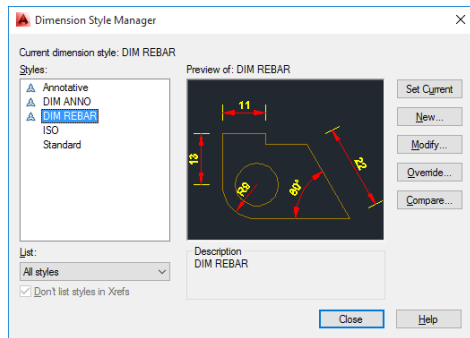 Dimension Style Manager
Current dimension style: DIM REBAR
Styles:
Annotative
DIM ANNO
DIM REBAR
ISO
Standard
Preview of: DIM REBAR
11
13
R9
60°
22
Set Current
New...
Modify...
Override...
Compare...
List:
All styles
Don't list styles in Xrefs
Description
DIM REBAR
Close
Help